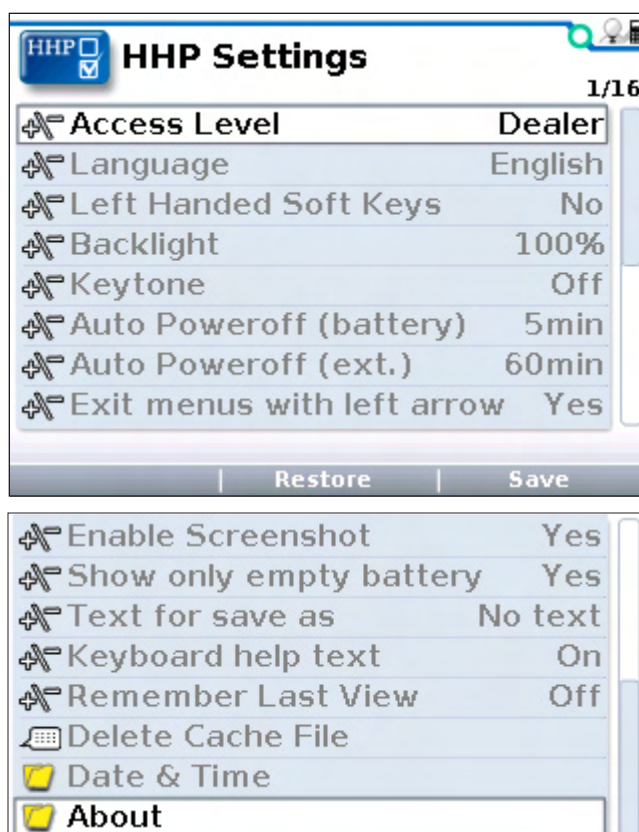 HHP
HHP Settings
1/16
Access Level Dealer
Language English
Left Handed Soft Keys No
Backlight 100%
Keytone Off
Auto Poweroff (battery) 5min
Auto Poweroff (ext.) 60min
Exit menus with left arrow Yes
| Restore | Save
Enable Screenshot Yes
Show only empty battery Yes
Text for save as No text
Keyboard help text On
Remember Last View Off
Delete Cache File
Date & Time
About